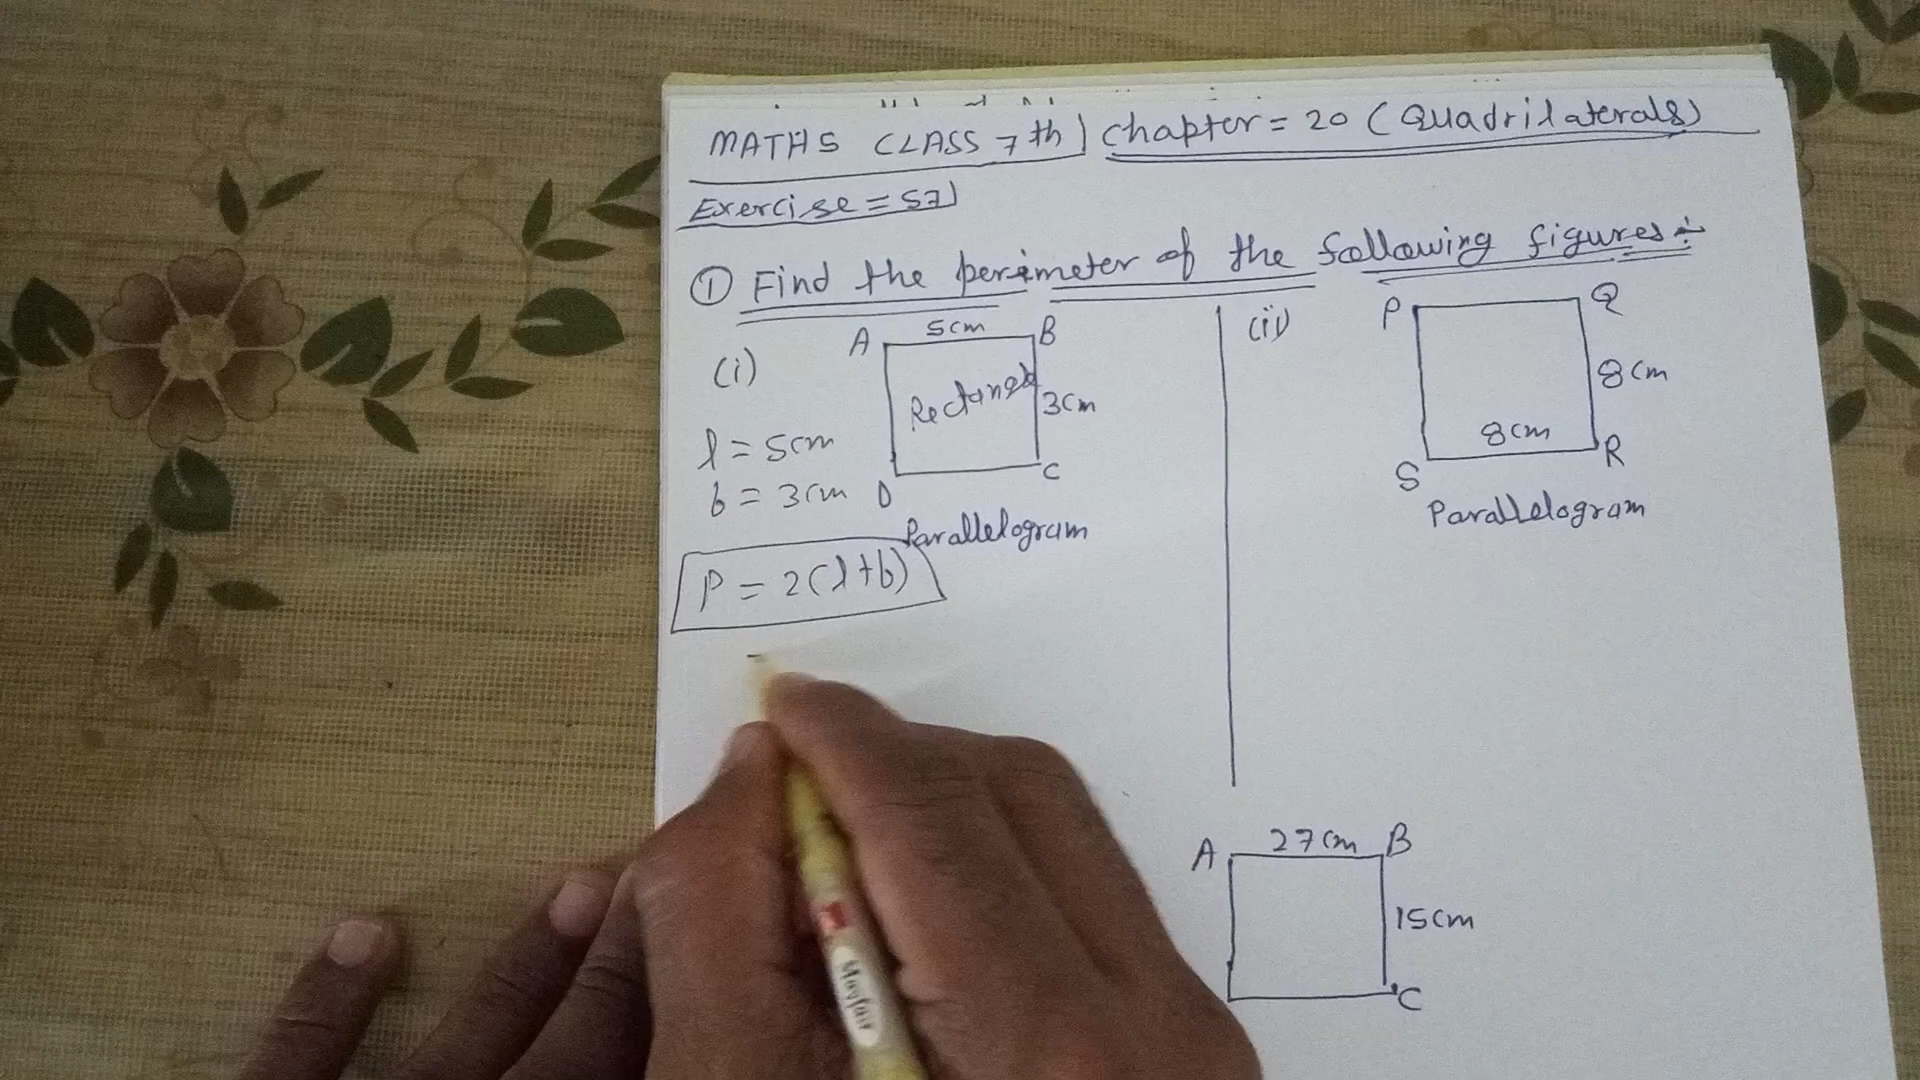 MATHS CLASS 7th) Chapter = 20 (Quadrilaterals)
Exercise = 57)
① Find the perimeter of the following figures :-
(i)
A 5cm B
Rectangle
3cm
D C
Parallelogram
l = 5cm
b = 3cm
P = 2(l+b)
=
(ii)
P Q
8cm
8cm
S R
Parallelogram
A 27cm B
15cm
C
Mayfair